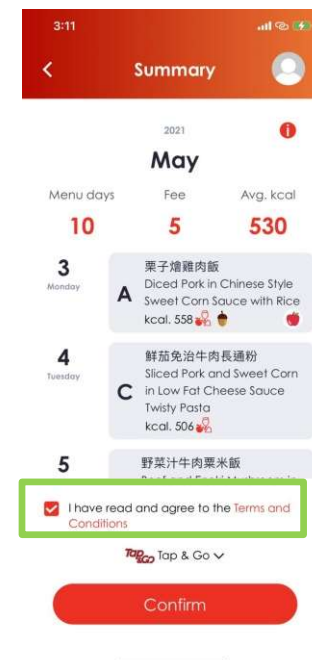 3:11
Summary
2021
May
Menu days Fee Avg. kcal
10 5 530
3
Monday
A
栗子燴雞肉飯
Diced Pork in Chinese Style
Sweet Corn Sauce with Rice
kcal. 558
4
Tuesday
C
鮮茄免治牛肉長通粉
Sliced Pork and Sweet Corn
in Low Fat Cheese Sauce
Twisty Pasta
kcal. 506
5
野菜汁牛肉粟米飯
I have read and agree to the Terms and
Conditions
Tap&Go Tap & Go
Confirm